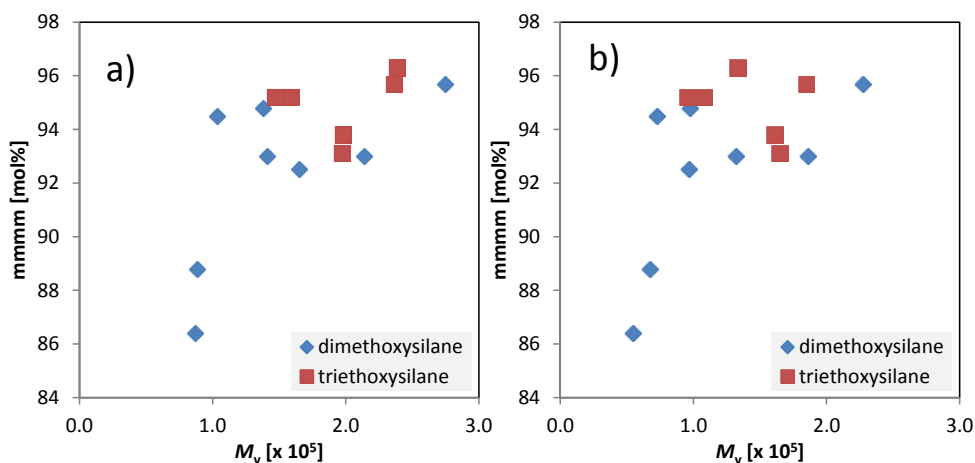 a)
mmmm [mol%]
98
96
94
92
90
88
86
84
0.0 1.0 2.0 3.0
Mv [x 10⁵]
dimethoxysilane
triethoxysilane
b)
mmmm [mol%]
98
96
94
92
90
88
86
84
0.0 1.0 2.0 3.0
Mv [x 10⁵]
dimethoxysilane
triethoxysilane